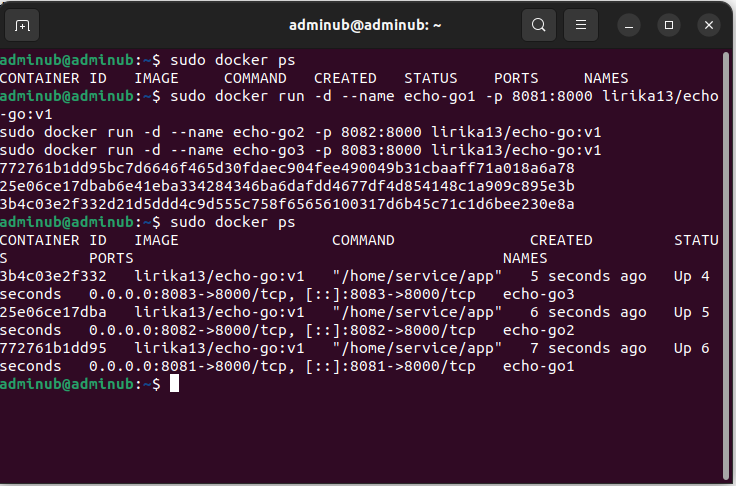 adminub@adminub: ~
adminub@adminub:~$ sudo docker ps
CONTAINER ID   IMAGE     COMMAND   CREATED   STATUS    PORTS     NAMES
adminub@adminub:~$ sudo docker run -d --name echo-go1 -p 8081:8000 lirika13/echo
-go:v1
sudo docker run -d --name echo-go2 -p 8082:8000 lirika13/echo-go:v1
sudo docker run -d --name echo-go3 -p 8083:8000 lirika13/echo-go:v1
772761b1dd95bc7d6646f465d30fdaec904fee490049b31cbaaff71a018a6a78
25e06ce17dbab6e41eba334284346ba6dafdd4677df4d854148c1a909c895e3b
3b4c03e2f332d21d5ddd4c9d555c758f65656100317d6b45c71c1d6bee230e8a
adminub@adminub:~$ sudo docker ps
CONTAINER ID   IMAGE                 COMMAND               CREATED         STATU
S         PORTS                                         NAMES
3b4c03e2f332   lirika13/echo-go:v1   "/home/service/app"   5 seconds ago   Up 4
seconds   0.0.0.0:8083->8000/tcp, [::]:8083->8000/tcp   echo-go3
25e06ce17dba   lirika13/echo-go:v1   "/home/service/app"   6 seconds ago   Up 5
seconds   0.0.0.0:8082->8000/tcp, [::]:8082->8000/tcp   echo-go2
772761b1dd95   lirika13/echo-go:v1   "/home/service/app"   7 seconds ago   Up 6
seconds   0.0.0.0:8081->8000/tcp, [::]:8081->8000/tcp   echo-go1
adminub@adminub:~$